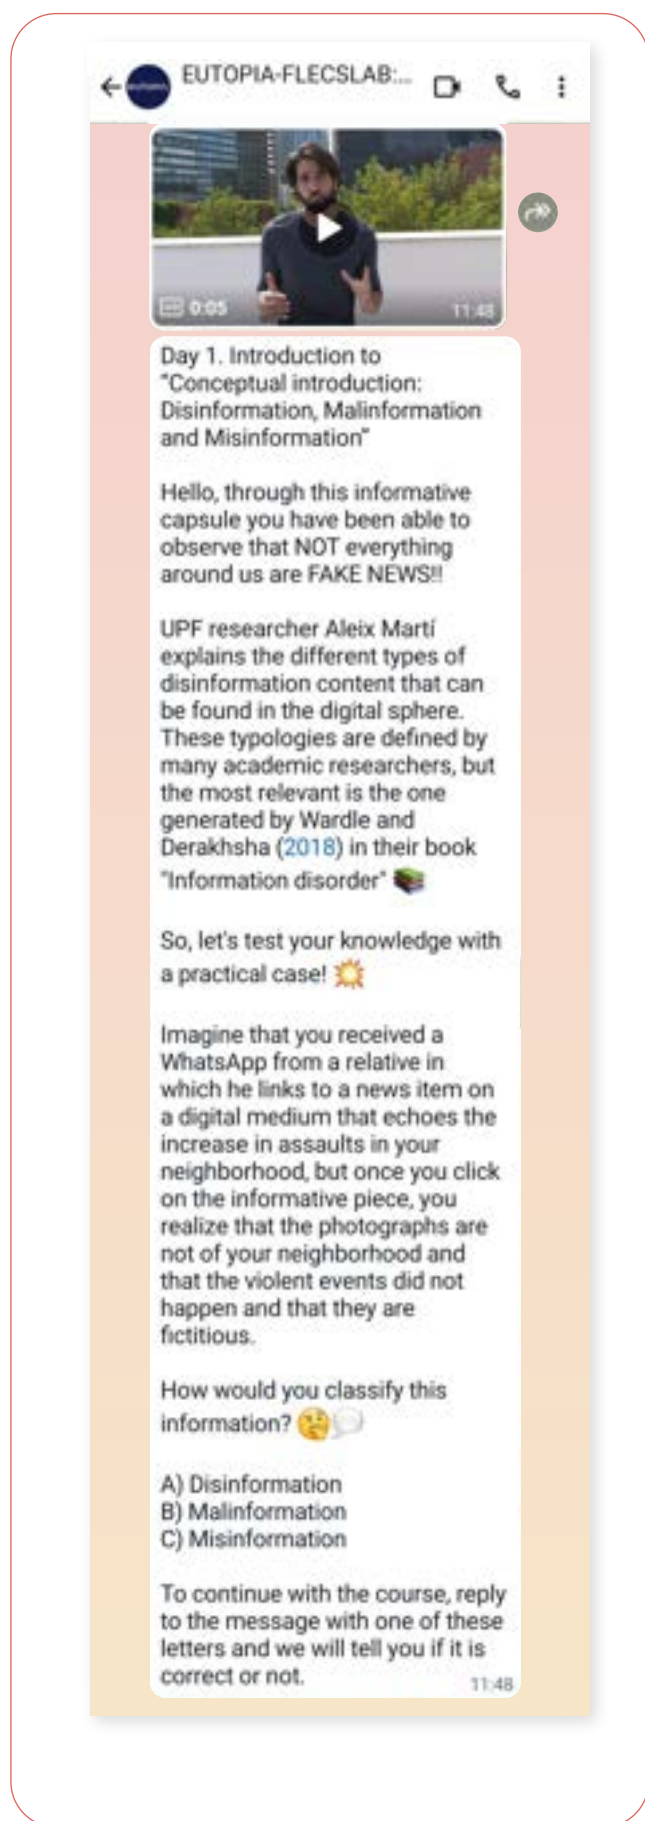 EUTOPIA-FLECSLAB:...
0:05
11:48
Day 1. Introduction to
"Conceptual introduction:
Disinformation, Malinformation
and Misinformation"
Hello, through this informative
capsule you have been able to
observe that NOT everything
around us are FAKE NEWS!!
UPF researcher Aleix Martí
explains the different types of
disinformation content that can
be found in the digital sphere.
These typologies are defined by
many academic researchers, but
the most relevant is the one
generated by Wardle and
Derakhsha (2018) in their book
"Information disorder" 📚
So, let's test your knowledge with
a practical case! 💥
Imagine that you received a
WhatsApp from a relative in
which he links to a news item on
a digital medium that echoes the
increase in assaults in your
neighborhood, but once you click
on the informative piece, you
realize that the photographs are
not of your neighborhood and
that the violent events did not
happen and that they are
fictitious.
How would you classify this
information? 🤔💭
A) Disinformation
B) Malinformation
C) Misinformation
To continue with the course, reply
to the message with one of these
letters and we will tell you if it is
correct or not.
11:48